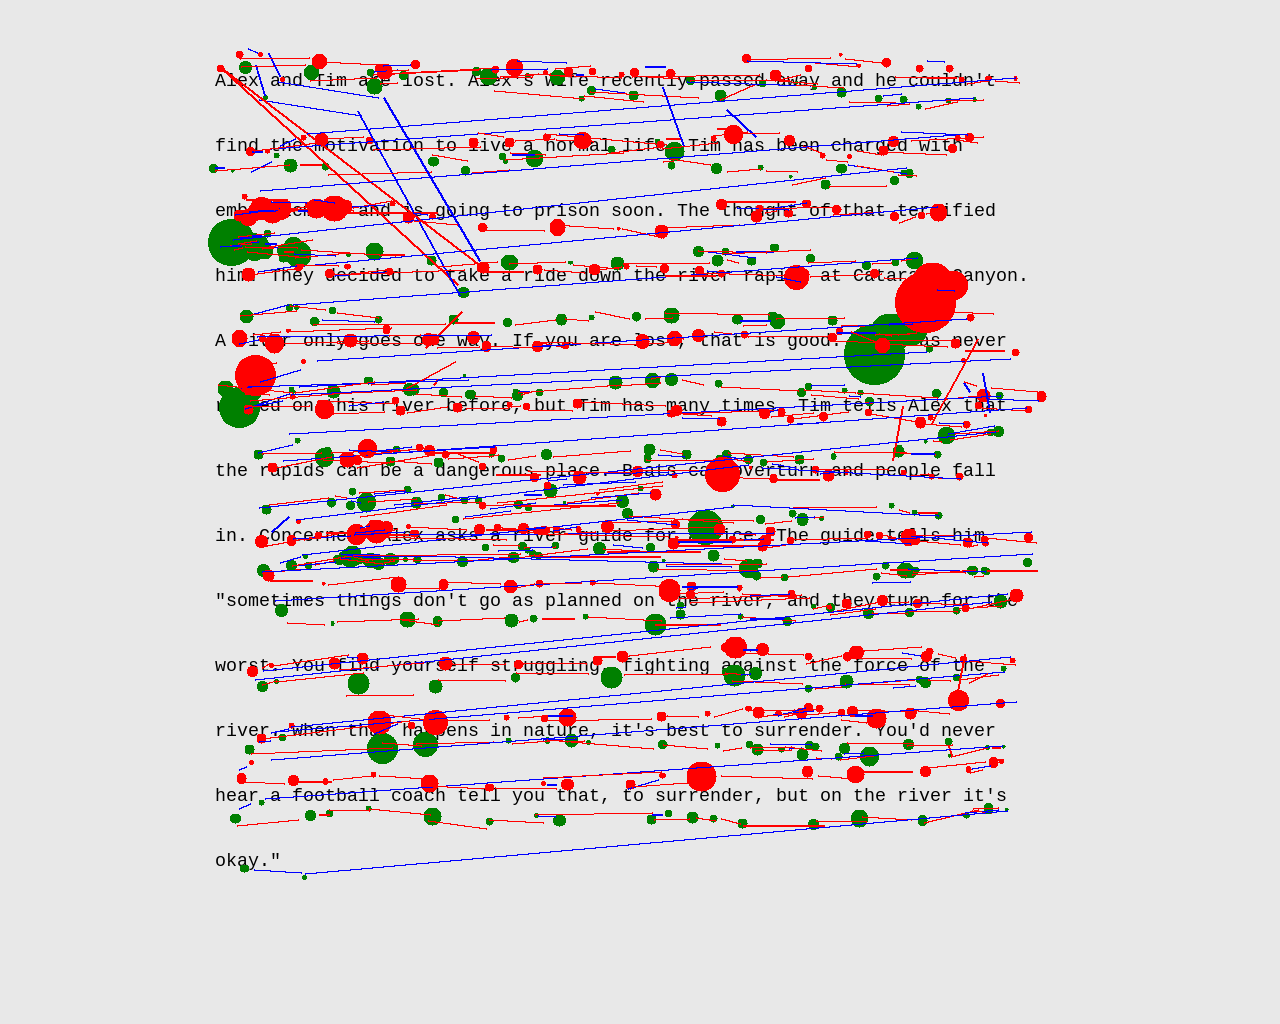 Alex and Tim are lost. Alex's wife recently passed away and he couldn't
find the motivation to live a normal life. Tim has been charged with
and is going to prison soon. The thought of that terrified
him. They decided to take a ride down the river rapids at Cataract Canyon.
A river only goes one way. If you are lost, that is good. has never
on this river before, but Tim has many times. Tim tells Alex that
the rapids can be a dangerous place. Boats can overturn and people fall
in. Concerned Alex asks a river guide for advice. The guide tells him
"sometimes things don't go as planned on the river, and they turn for the
worst. You find yourself struggling, fighting against the force of the
river. When that happens in nature, it's best to surrender. You'd never
hear a football coach tell you that, to surrender, but on the river it's
okay."